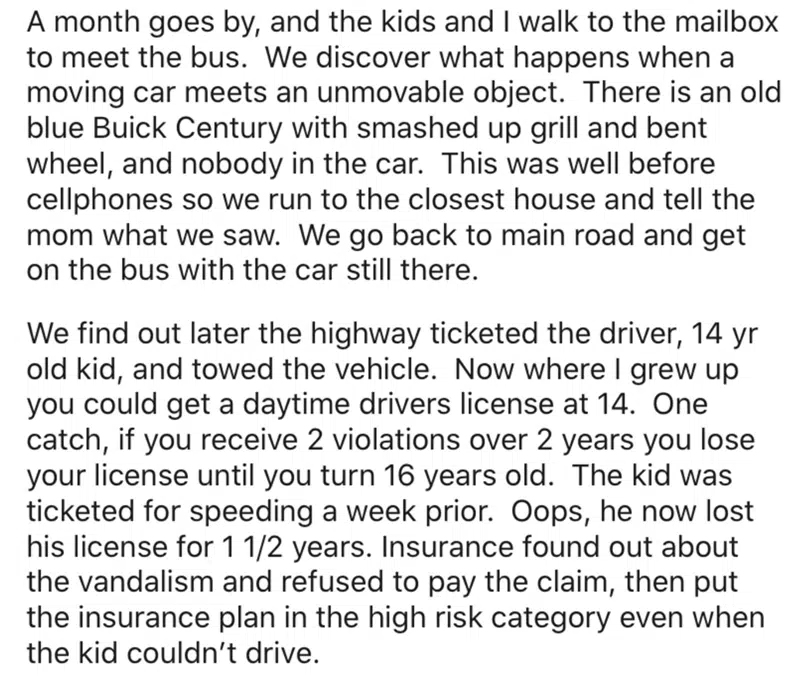 A month goes by, and the kids and I walk to the mailbox
to meet the bus.  We discover what happens when a
moving car meets an unmovable object.  There is an old
blue Buick Century with smashed up grill and bent
wheel, and nobody in the car.  This was well before
cellphones so we run to the closest house and tell the
mom what we saw.  We go back to main road and get
on the bus with the car still there.
We find out later the highway ticketed the driver, 14 yr
old kid, and towed the vehicle.  Now where I grew up
you could get a daytime drivers license at 14.  One
catch, if you receive 2 violations over 2 years you lose
your license until you turn 16 years old.  The kid was
ticketed for speeding a week prior.  Oops, he now lost
his license for 1 1/2 years. Insurance found out about
the vandalism and refused to pay the claim, then put
the insurance plan in the high risk category even when
the kid couldn’t drive.